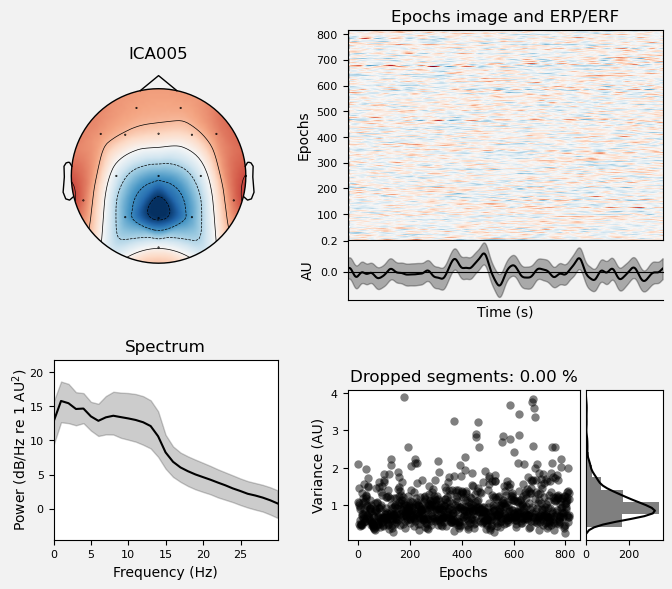 ICA005
Epochs image and ERP/ERF
Epochs
800
700
600
500
400
300
200
100
0.2
0.0
AU
Time (s)
Spectrum
Power (dB/Hz re 1 AU²)
20
15
10
5
0
0 5 10 15 20 25
Frequency (Hz)
Dropped segments: 0.00 %
Variance (AU)
4
3
2
1
0 200 400 600 800
Epochs
0 200